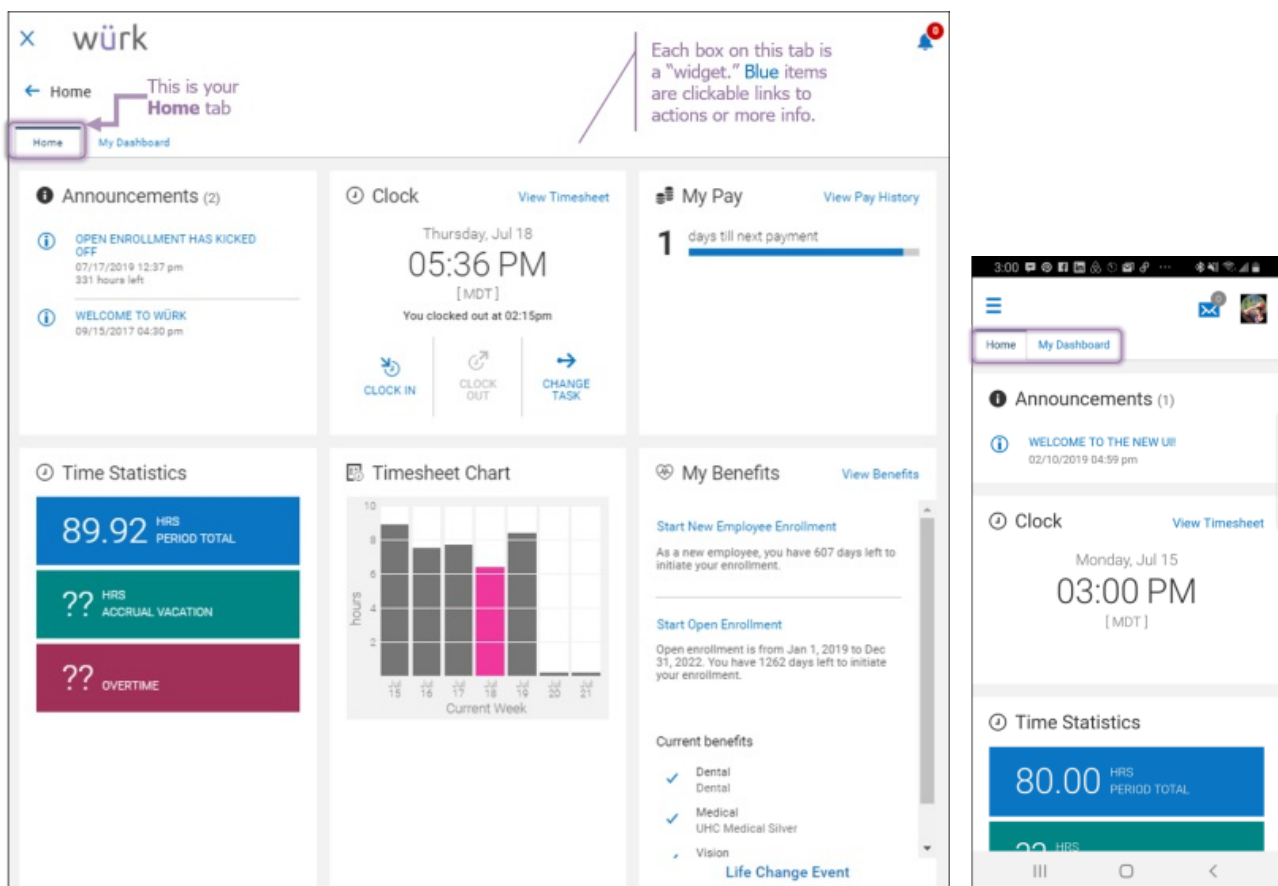 würk
0
Each box on this tab is
a "widget." Blue items
are clickable links to
actions or more info.
Home
This is your
Home tab
Home
My Dashboard
Announcements (2)
OPEN ENROLLMENT HAS KICKED
OFF
07/17/2019 12:37 pm
331 hours left
WELCOME TO WÜRK
09/15/2017 04:30 pm
Clock
View Timesheet
Thursday, Jul 18
05:36 PM
[ MDT ]
You clocked out at 02:15pm
CLOCK IN
CLOCK
OUT
CHANGE
TASK
My Pay
View Pay History
1
days till next payment
Time Statistics
89.92 HRS
PERIOD TOTAL
?? HRS
ACCRUAL VACATION
?? OVERTIME
Timesheet Chart
10
8
6
4
2
hours
Jul
15
Jul
16
Jul
17
Jul
18
Jul
19
Jul
20
Jul
21
Current Week
My Benefits
View Benefits
Start New Employee Enrollment
As a new employee, you have 607 days left to
initiate your enrollment.
Start Open Enrollment
Open enrollment is from Jan 1, 2019 to Dec
31, 2022. You have 1262 days left to initiate
your enrollment.
Current benefits
Dental
Dental
Medical
UHC Medical Silver
Vision
Life Change Event
3:00
0
Home
My Dashboard
Announcements (1)
WELCOME TO THE NEW UI!
02/10/2019 04:59 pm
Clock
View Timesheet
Monday, Jul 15
03:00 PM
[ MDT ]
Time Statistics
80.00 HRS
PERIOD TOTAL
?? HRS